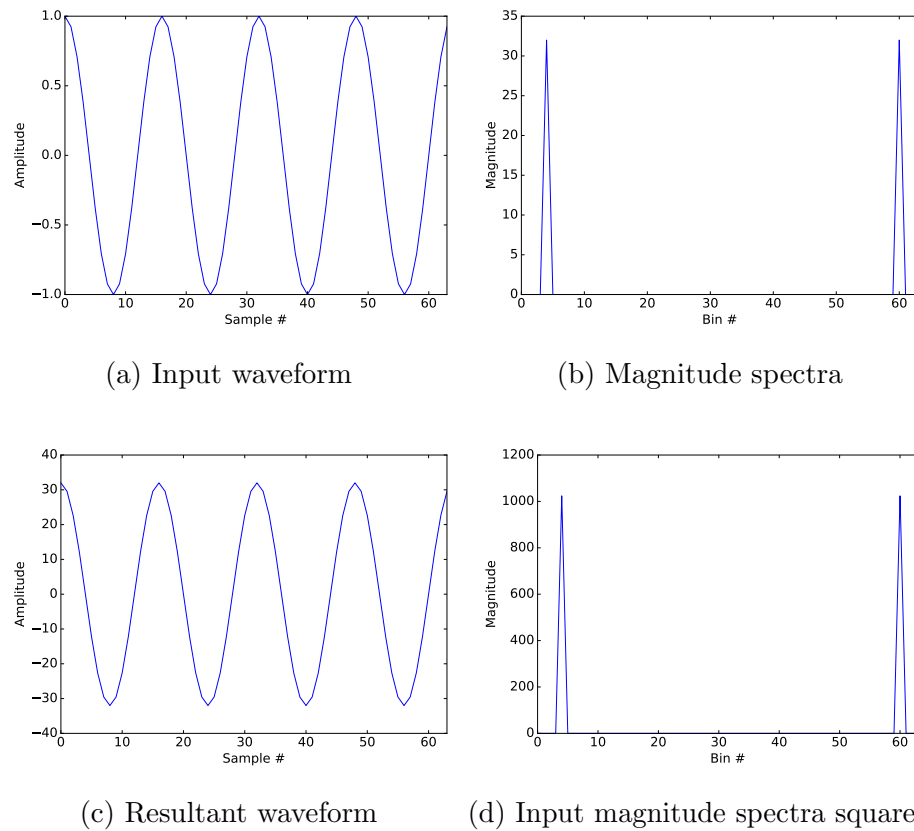 1.0
0.5
0.0
−0.5
−1.0
Amplitude
0 10 20 30 40 50 60
Sample #
35
30
25
20
15
10
5
0
Magnitude
10 20 30 40 50 60
Bin #
(a) Input waveform
(b) Magnitude spectra
40
30
20
10
0
−10
−20
−30
−40
Amplitude
0 10 20 30 40 50 60
Sample #
1200
1000
800
600
400
200
0
Magnitude
0 10 20 30 40 50 60
Bin #
(c) Resultant waveform
(d) Input magnitude spectra square